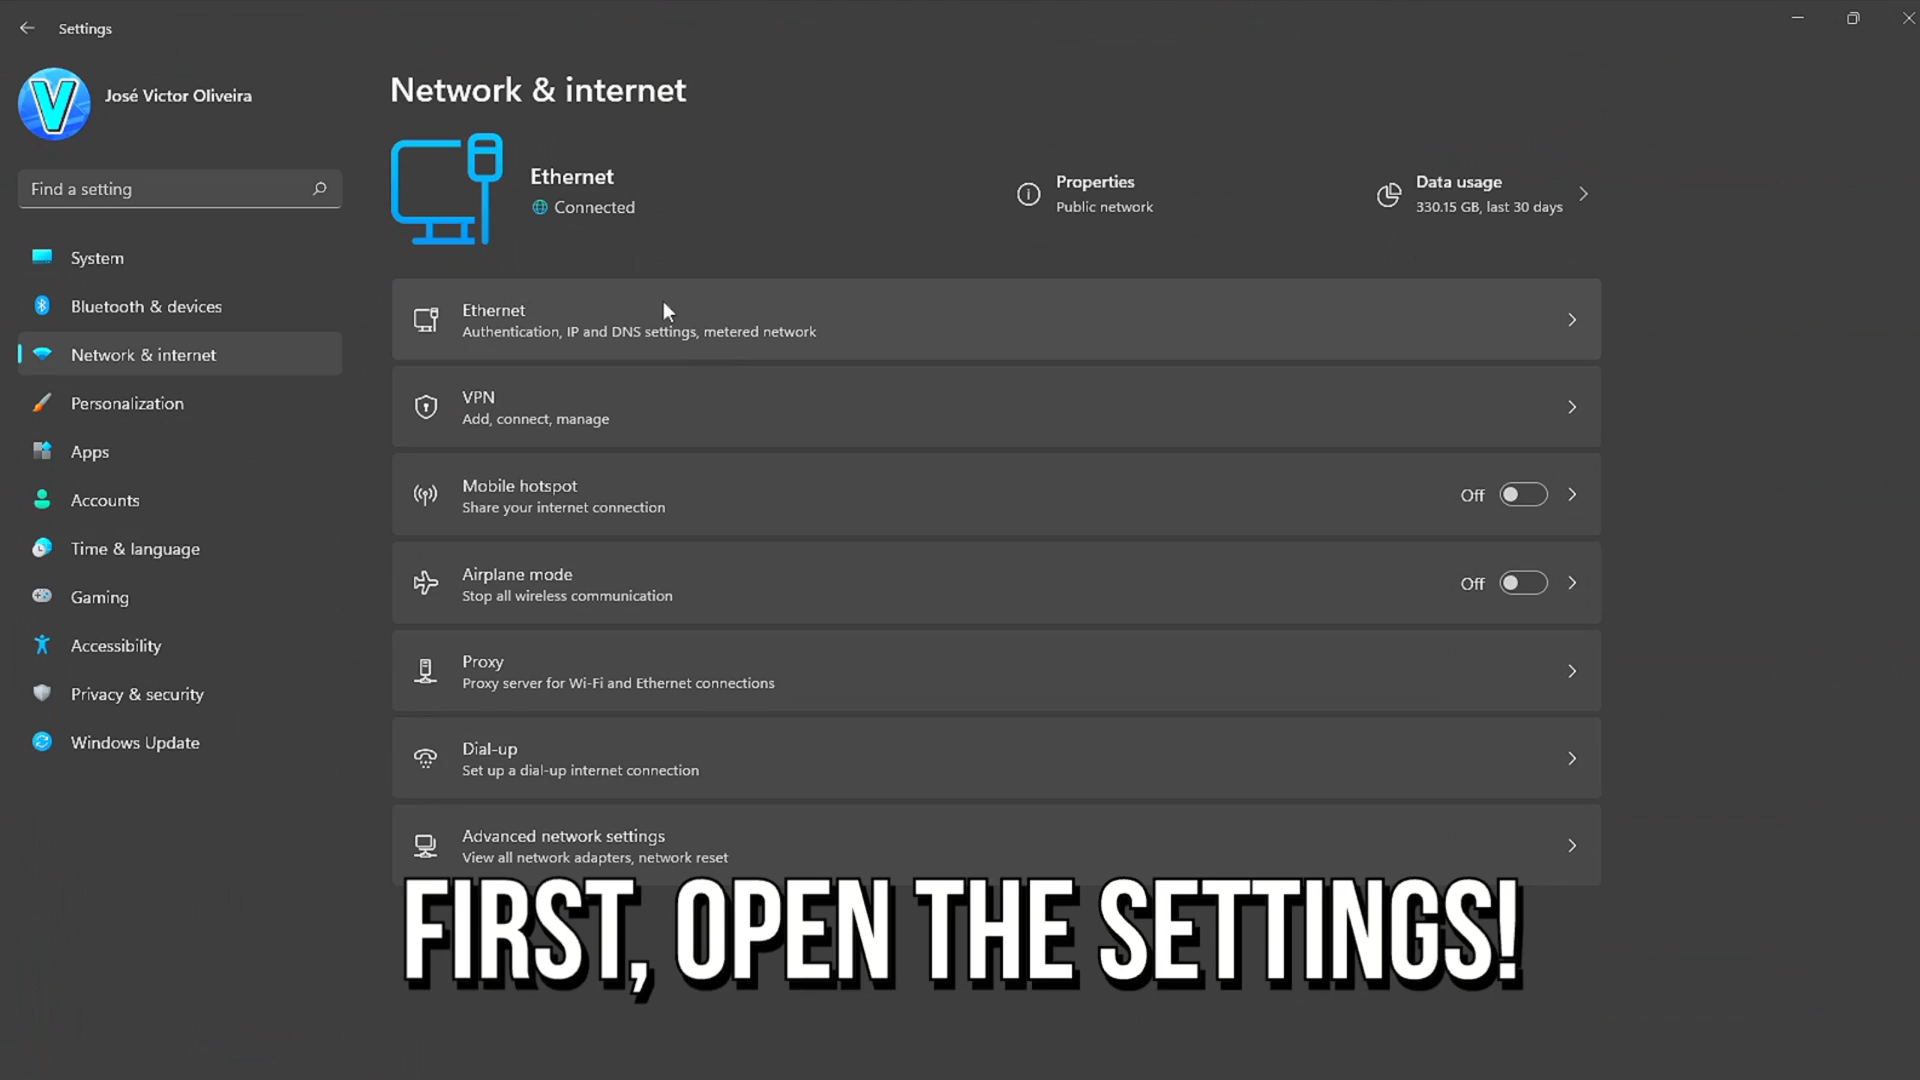 Settings
V
José Victor Oliveira
Find a setting
System
Bluetooth & devices
Network & internet
Personalization
Apps
Accounts
Time & language
Gaming
Accessibility
Privacy & security
Windows Update
Network & internet
Ethernet
Connected
Properties
Public network
Data usage
330.15 GB, last 30 days
Ethernet
Authentication, IP and DNS settings, metered network
VPN
Add, connect, manage
Mobile hotspot
Share your internet connection
Off
Airplane mode
Stop all wireless communication
Off
Proxy
Proxy server for Wi-Fi and Ethernet connections
Dial-up
Set up a dial-up internet connection
Advanced network settings
View all network adapters, network reset
FIRST, OPEN THE SETTINGS!